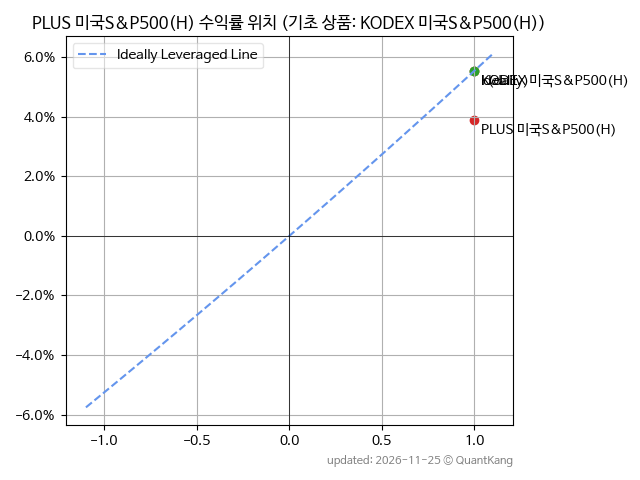 PLUS 미국S&P500(H) 수익률 위치 (기초 상품: KODEX 미국S&P500(H))
Ideally Leveraged Line
6.0%
4.0%
2.0%
0.0%
−2.0%
−4.0%
−6.0%
KODEX 미국S&P500(H)
PLUS 미국S&P500(H)
−1.0
−0.5
0.0
0.5
1.0
updated: 2026-11-25 © QuantKang